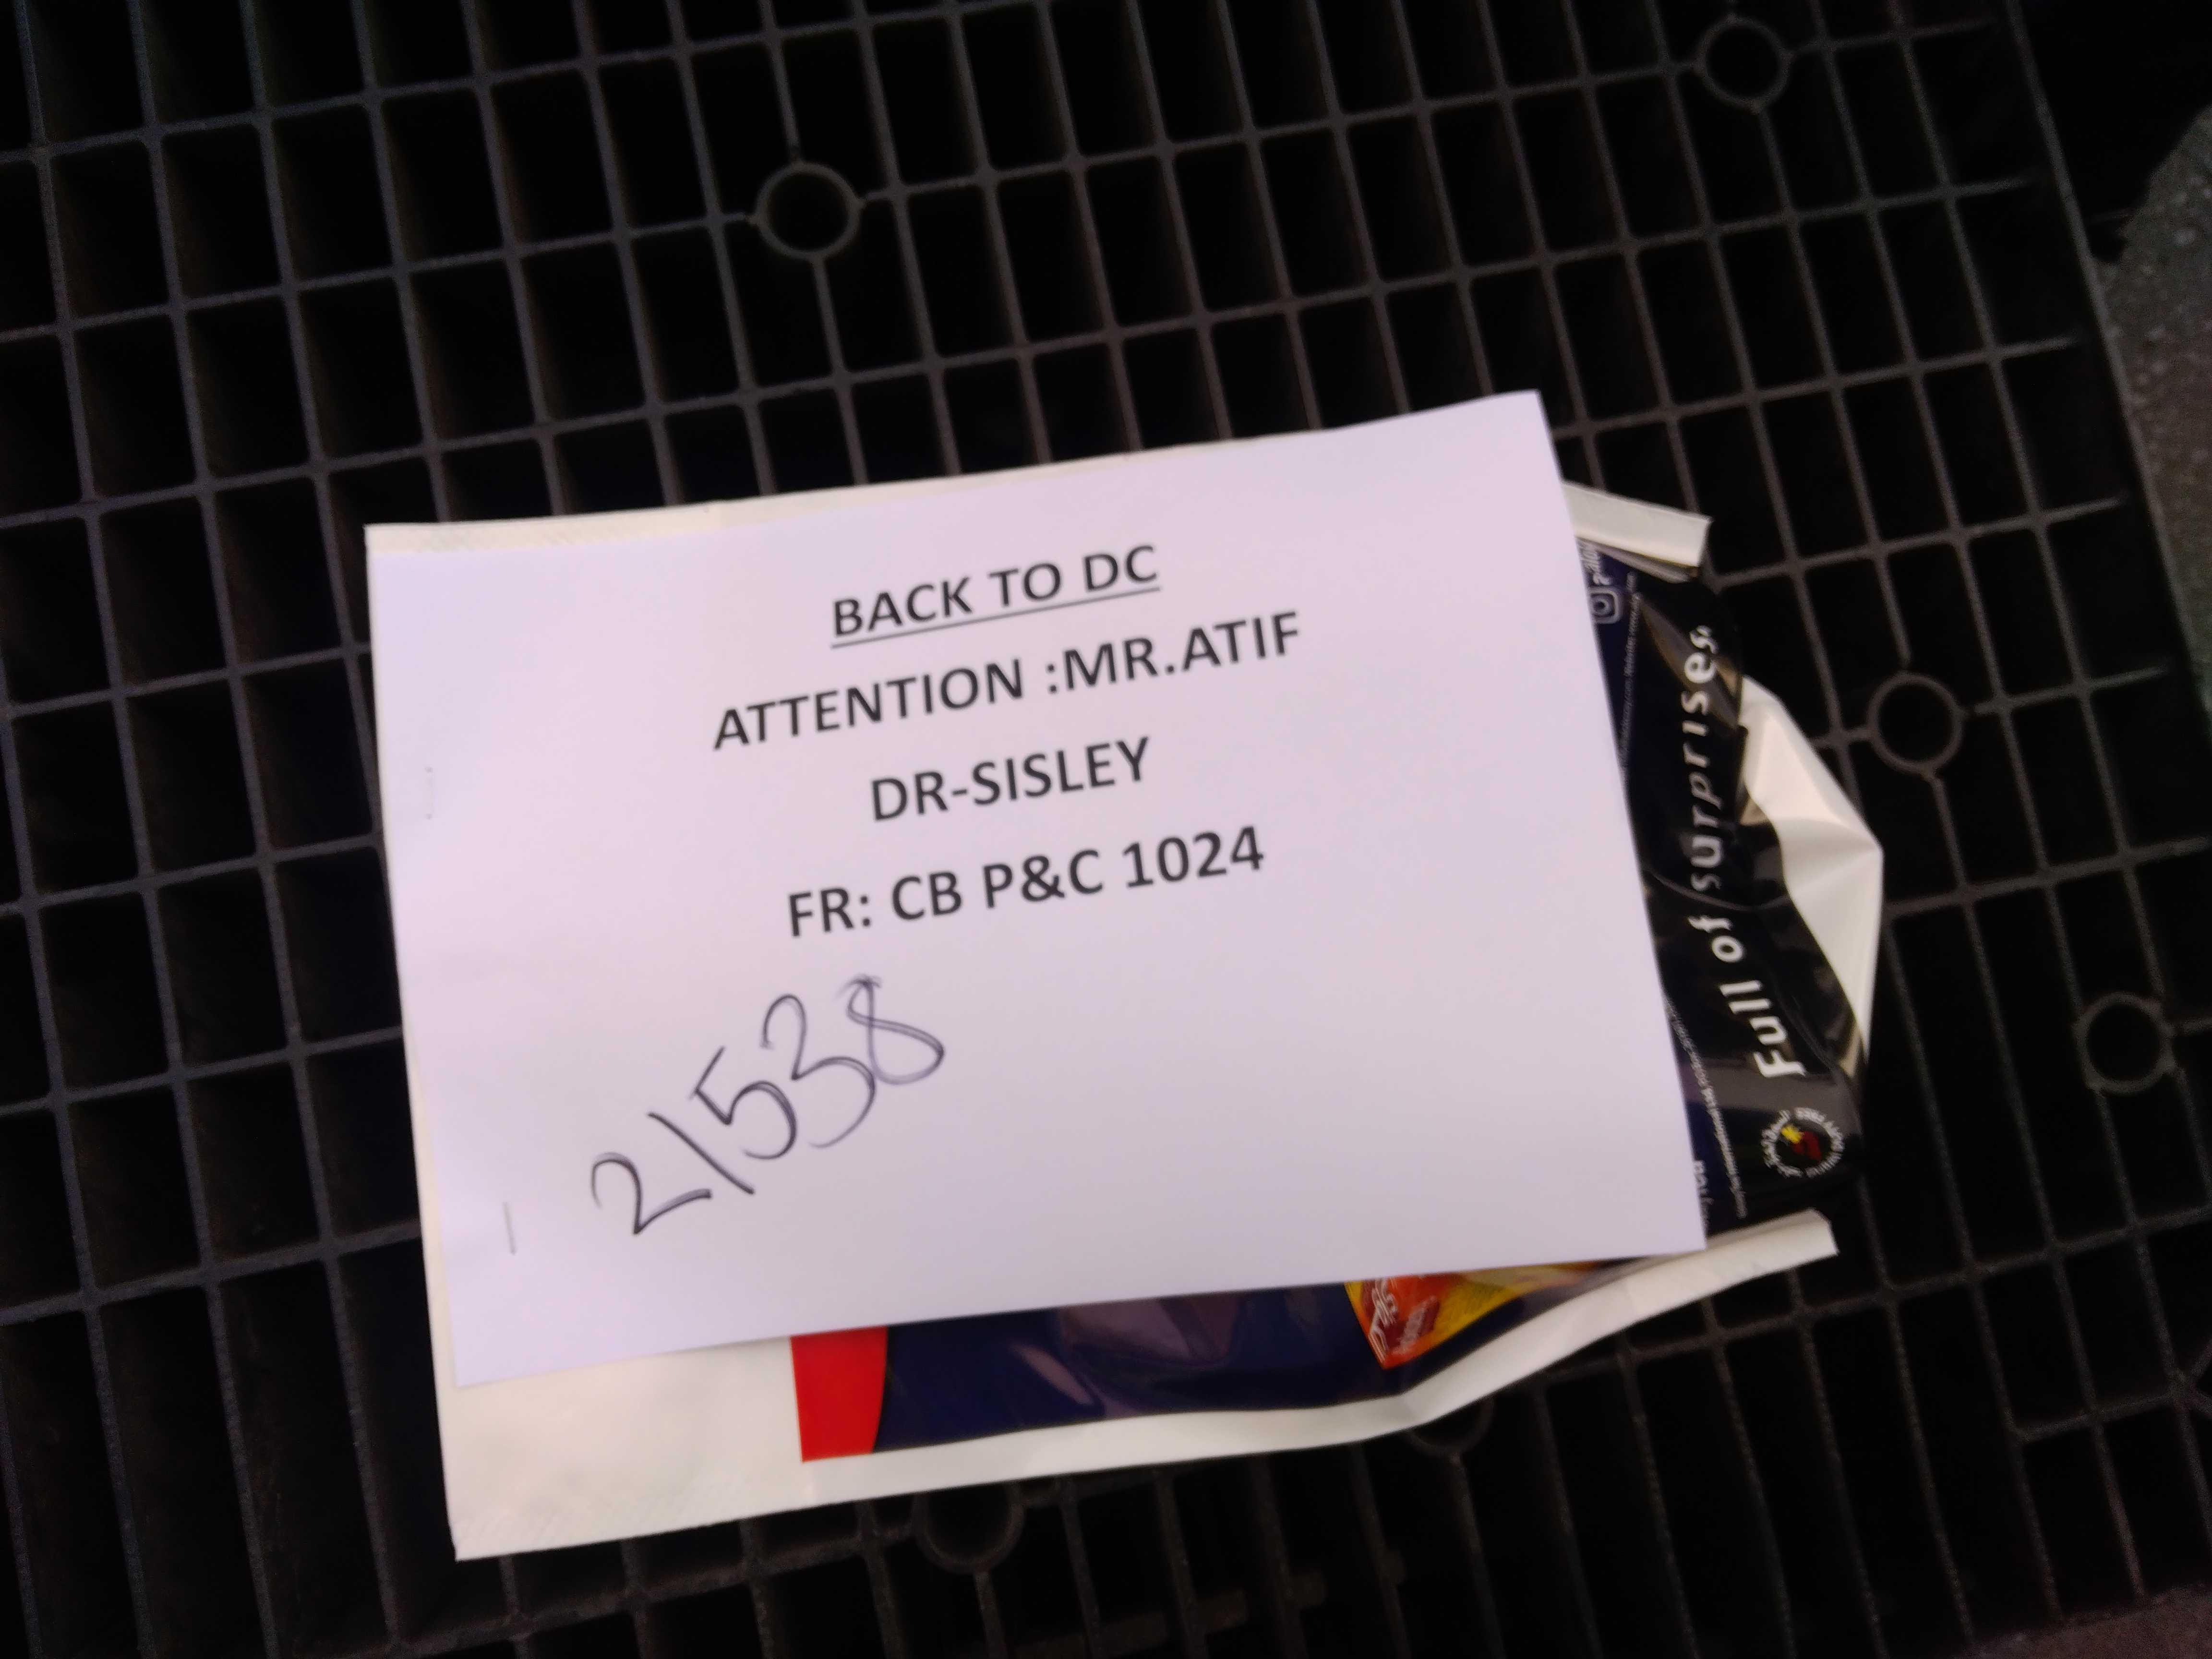 BACK TO DC
ATTENTION :MR.ATIF
DR-SISLEY
FR: CB P&C 1024
21538
Full of surprises